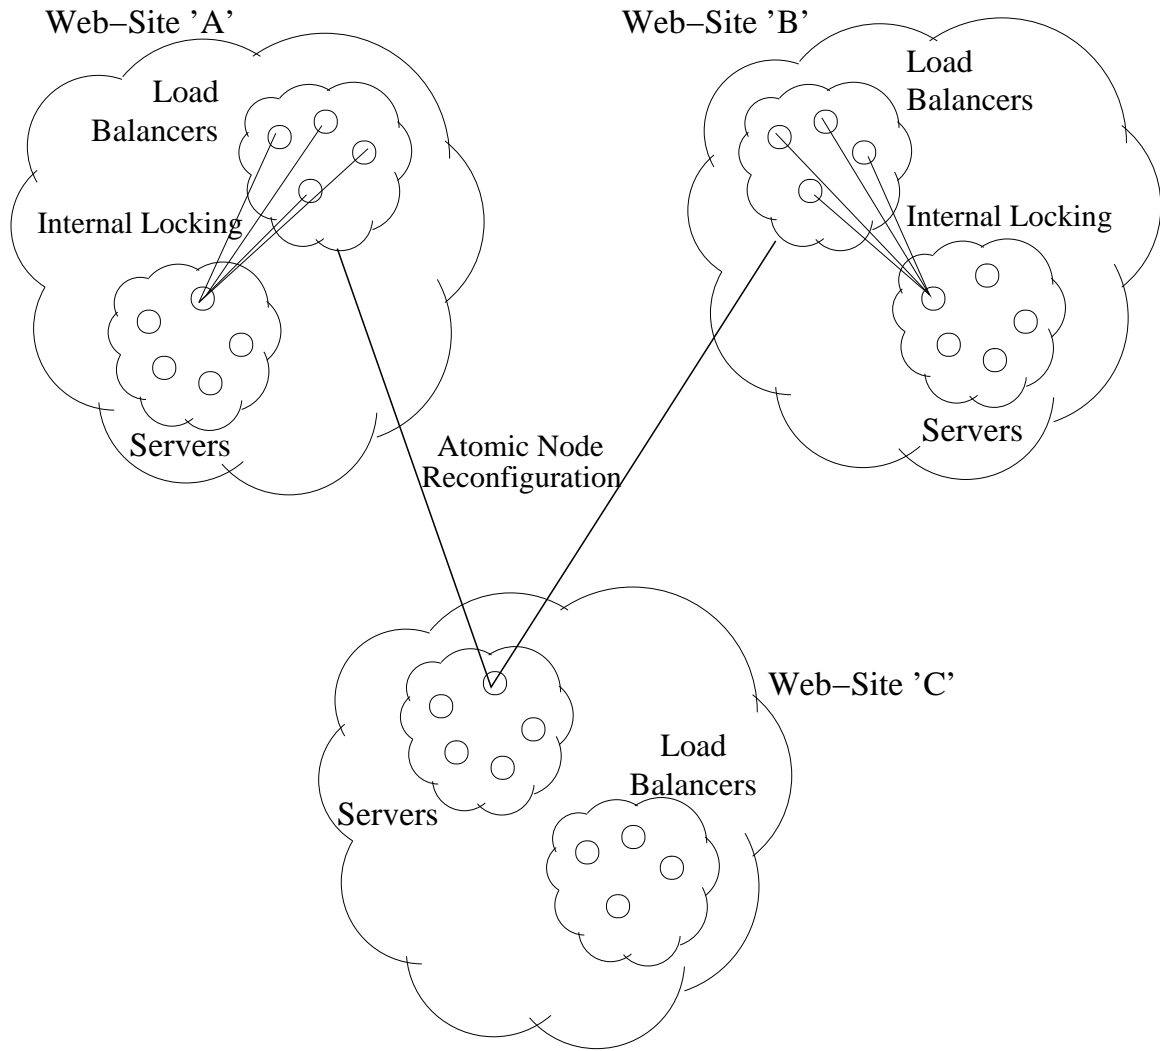 Web–Site ’A’
Web–Site ’B’
Load
Balancers
Load
Balancers
Internal Locking
Internal Locking
Servers
Servers
Atomic Node
Reconfiguration
Web–Site ’C’
Load
Balancers
Servers